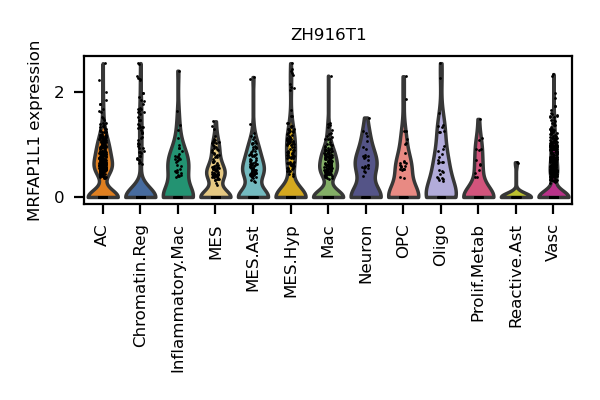 ZH916T1
MRFAP1L1 expression
2
0
AC
Chromatin.Reg
Inflammatory.Mac
MES
MES.Ast
MES.Hyp
Mac
Neuron
OPC
Oligo
Prolif.Metab
Reactive.Ast
Vasc